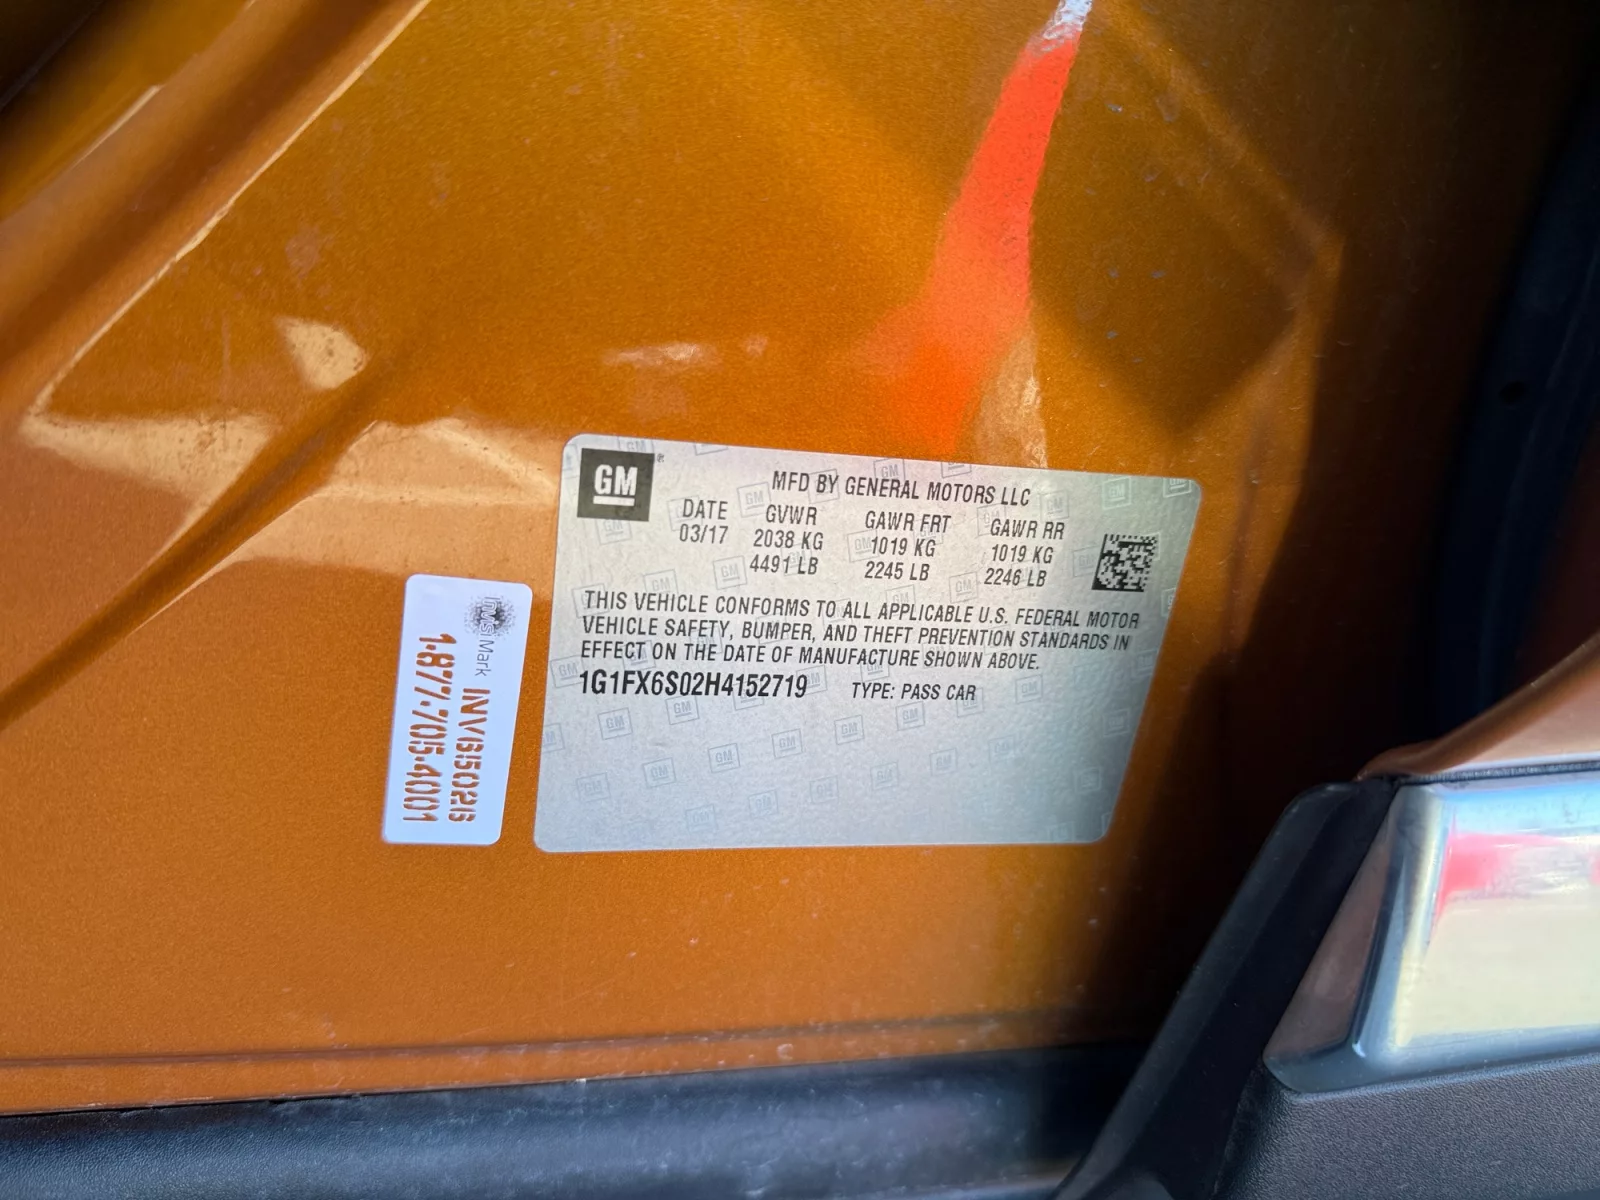 GM
MFD BY GENERAL MOTORS LLC
DATE GVWR GAWR FRT GAWR RR
03/17 2038 KG 1019 KG 1019 KG
4491 LB 2245 LB 2246 LB
THIS VEHICLE CONFORMS TO ALL APPLICABLE U.S. FEDERAL MOTOR
VEHICLE SAFETY, BUMPER, AND THEFT PREVENTION STANDARDS IN
EFFECT ON THE DATE OF MANUFACTURE SHOWN ABOVE.
1G1FX6S02H4152719 TYPE: PASS CAR
InvisiMark
1·877·705·4001